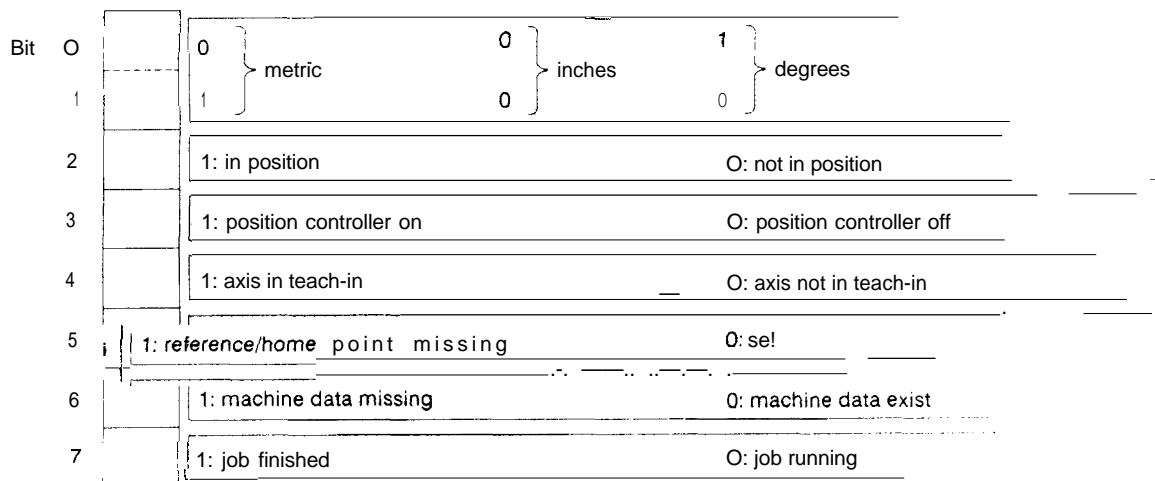 Bit O 0 0 1
metric inches degrees
1 1 0 0
2 1: in position O: not in position
3 1: position controller on O: position controller off
4 1: axis in teach-in O: axis not in teach-in
5 1: reference/home point missing 0: se!
6 1: machine data missing 0: machine data exist
7 1: job finished O: job running